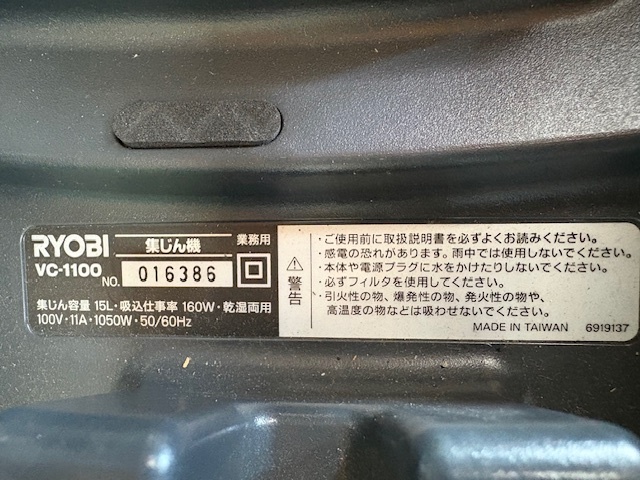 RYOBI 集じん機 業務用
VC-1100 NO. 016386
集じん容量 15L・吸込仕事率 160W・乾湿両用
100V・11A・1050W・50/60Hz
警告
・ご使用前に取扱説明書を必ずよくお読みください。
・感電の恐れがあります。雨中では使用しないでください。
・本体や電源プラグに水をかけたりしないでください。
・必ずフィルタを使用してください。
・引火性の物、爆発性の物、発火性の物や、
高温度の物などは吸わせないでください。
MADE IN TAIWAN 6919137